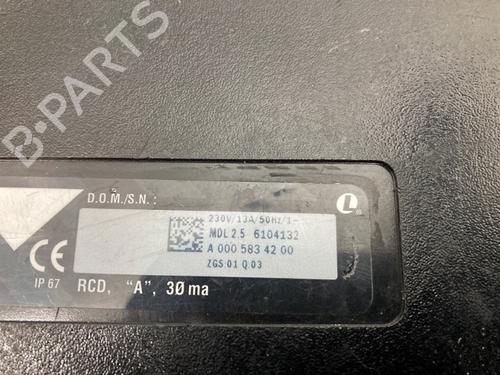 B-PARTS
D.O.M./S.N.:
230V/13A/50Hz/1~
MDL 2.5 6104132
A 000 583 42 00
ZGS 01 Q 03
CE IP 67 RCD, "A", 30 ma